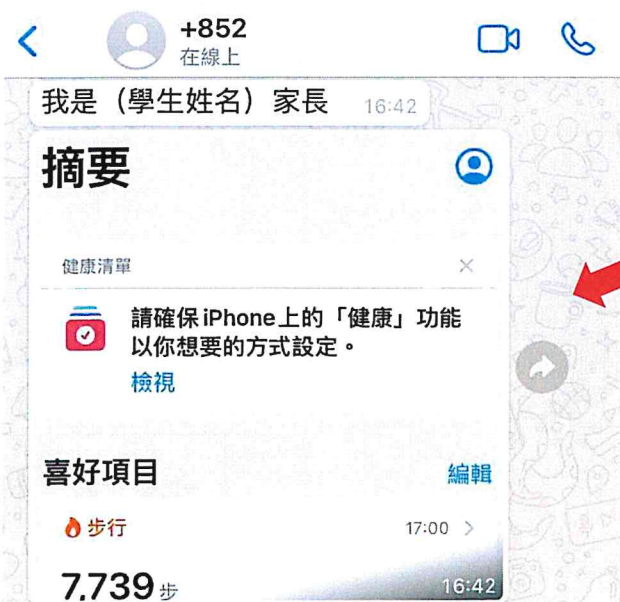 +852
在線上
我是（學生姓名）家長 16:42
摘要
健康清單
請確保iPhone上的「健康」功能
以你想要的方式設定。
檢視
喜好項目 編輯
步行 17:00
7,739步
16:42